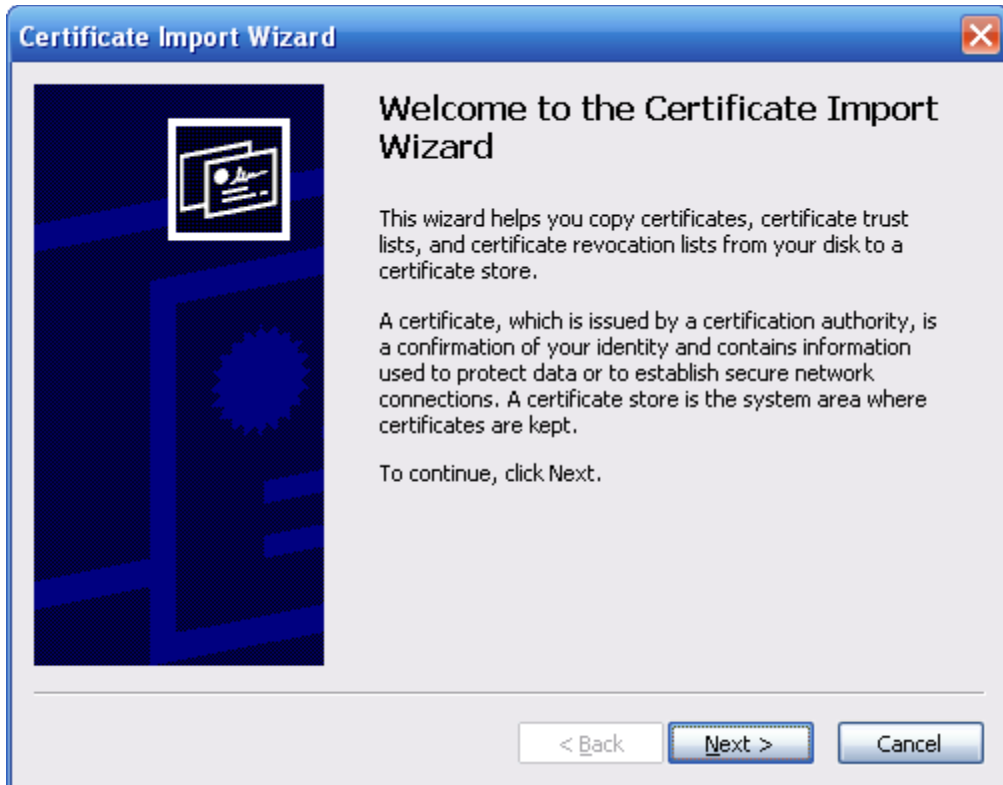 Certificate Import Wizard
Welcome to the Certificate Import
Wizard
This wizard helps you copy certificates, certificate trust
lists, and certificate revocation lists from your disk to a
certificate store.
A certificate, which is issued by a certification authority, is
a confirmation of your identity and contains information
used to protect data or to establish secure network
connections. A certificate store is the system area where
certificates are kept.
To continue, click Next.
< Back Next > Cancel